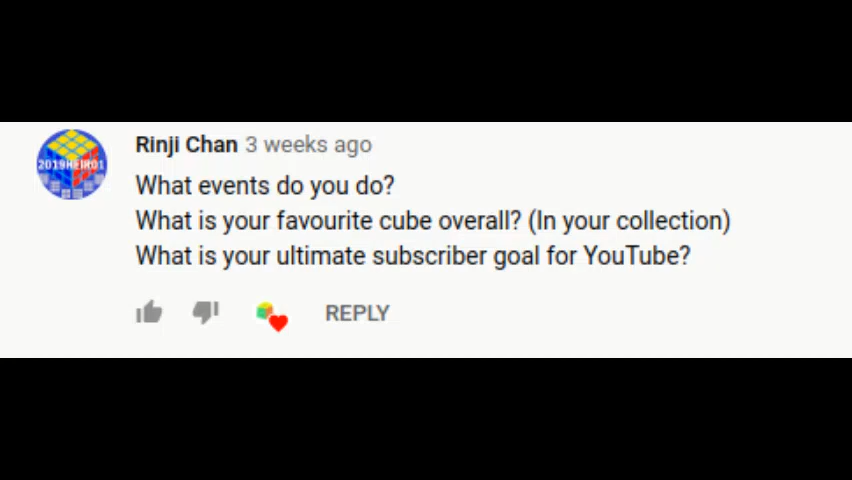 Rinji Chan 3 weeks ago
2019HEIR01
What events do you do?
What is your favourite cube overall? (In your collection)
What is your ultimate subscriber goal for YouTube?
REPLY